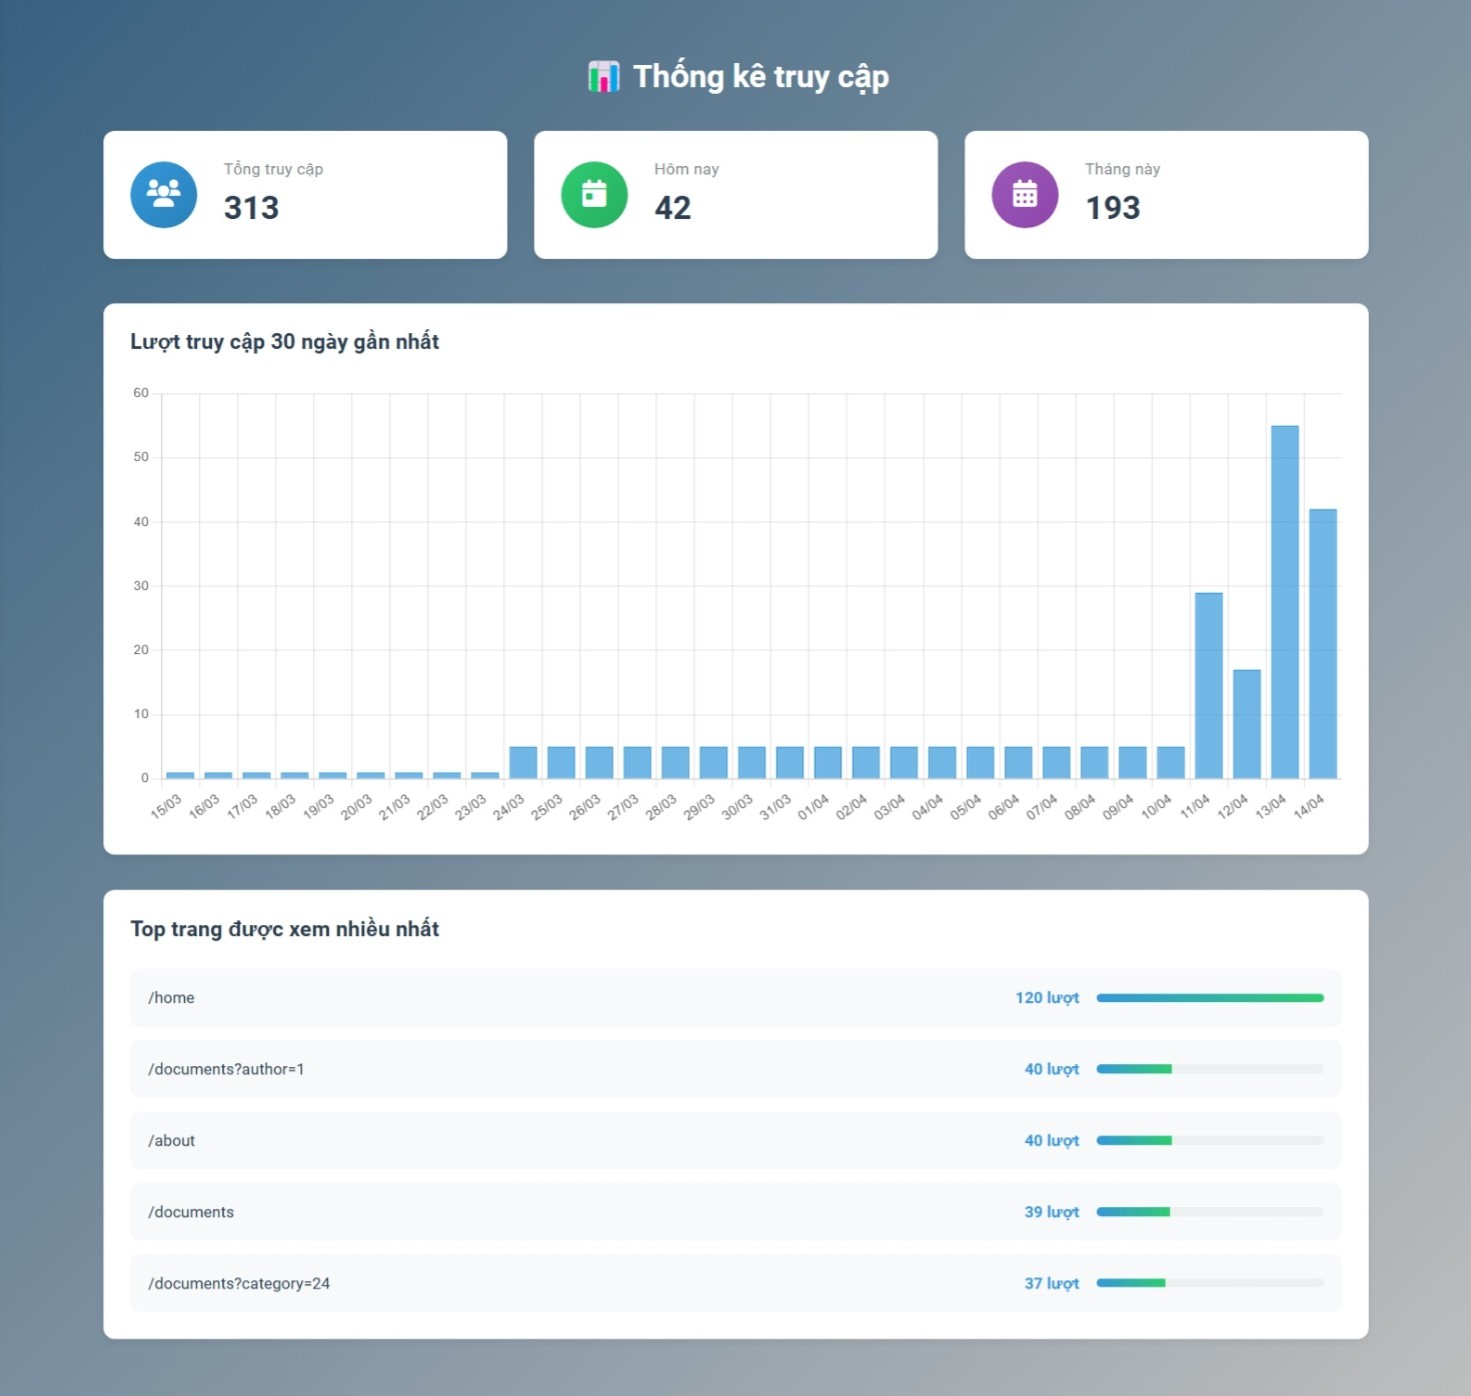 Thống kê truy cập
Tổng truy cập
313
Hôm nay
42
Tháng này
193
Lượt truy cập 30 ngày gần nhất
60
50
40
30
20
10
0
15/03 16/03 17/03 18/03 19/03 20/03 21/03 22/03 23/03 24/03 25/03 26/03 27/03 28/03 29/03 30/03 31/03 01/04 02/04 03/04 04/04 05/04 06/04 07/04 08/04 09/04 10/04 11/04 12/04 13/04 14/04
Top trang được xem nhiều nhất
/home 120 lượt
/documents?author=1 40 lượt
/about 40 lượt
/documents 39 lượt
/documents?category=24 37 lượt